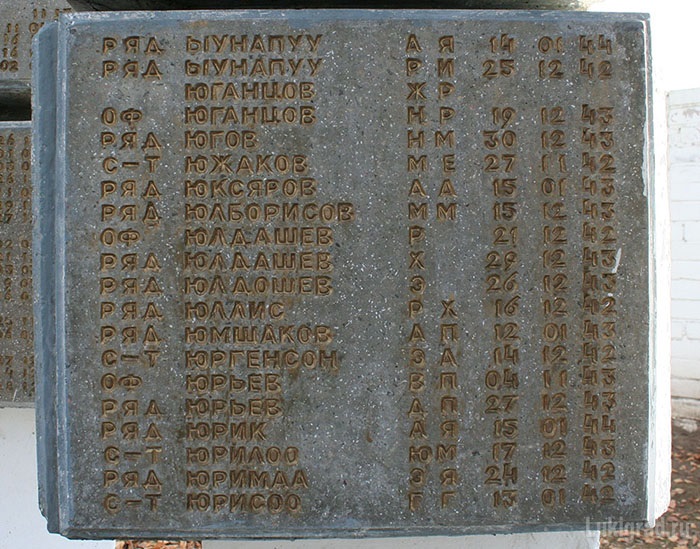 РЯД ЫУНАПУУ А Я 14 01 44
РЯД ЫУНАПУУ Р И 25 12 42
ЮГАНЦОВ Ж Р
ОФ ЮГАНЦОВ Н Р 19 12 43
РЯД ЮГОВ Н М 30 12 43
С-Т ЮЖАКОВ М Е 27 11 42
РЯД ЮКСЯРОВ А А 15 01 43
РЯД ЮЛБОРИСОВ М М 15 12 43
ОФ ЮЛДАШЕВ Р 21 12 42
РЯД ЮЛДАШЕВ Х 29 12 43
РЯД ЮЛДОШЕВ Э 26 12 43
РЯД ЮЛЛИС Р Х 16 12 42
РЯД ЮМШАКОВ А П 12 01 43
С-Т ЮРГЕНСОН Э А 14 12 42
ОФ ЮРЬЕВ В П 04 11 43
РЯД ЮРЬЕВ Д П 27 12 43
РЯД ЮРИК А Я 15 01 44
С-Т ЮРИЛОО Ю М 17 12 43
РЯД ЮРИМАА Э Я 24 12 42
С-Т ЮРИСОО Г Г 13 01 42
Luktgrad.ru